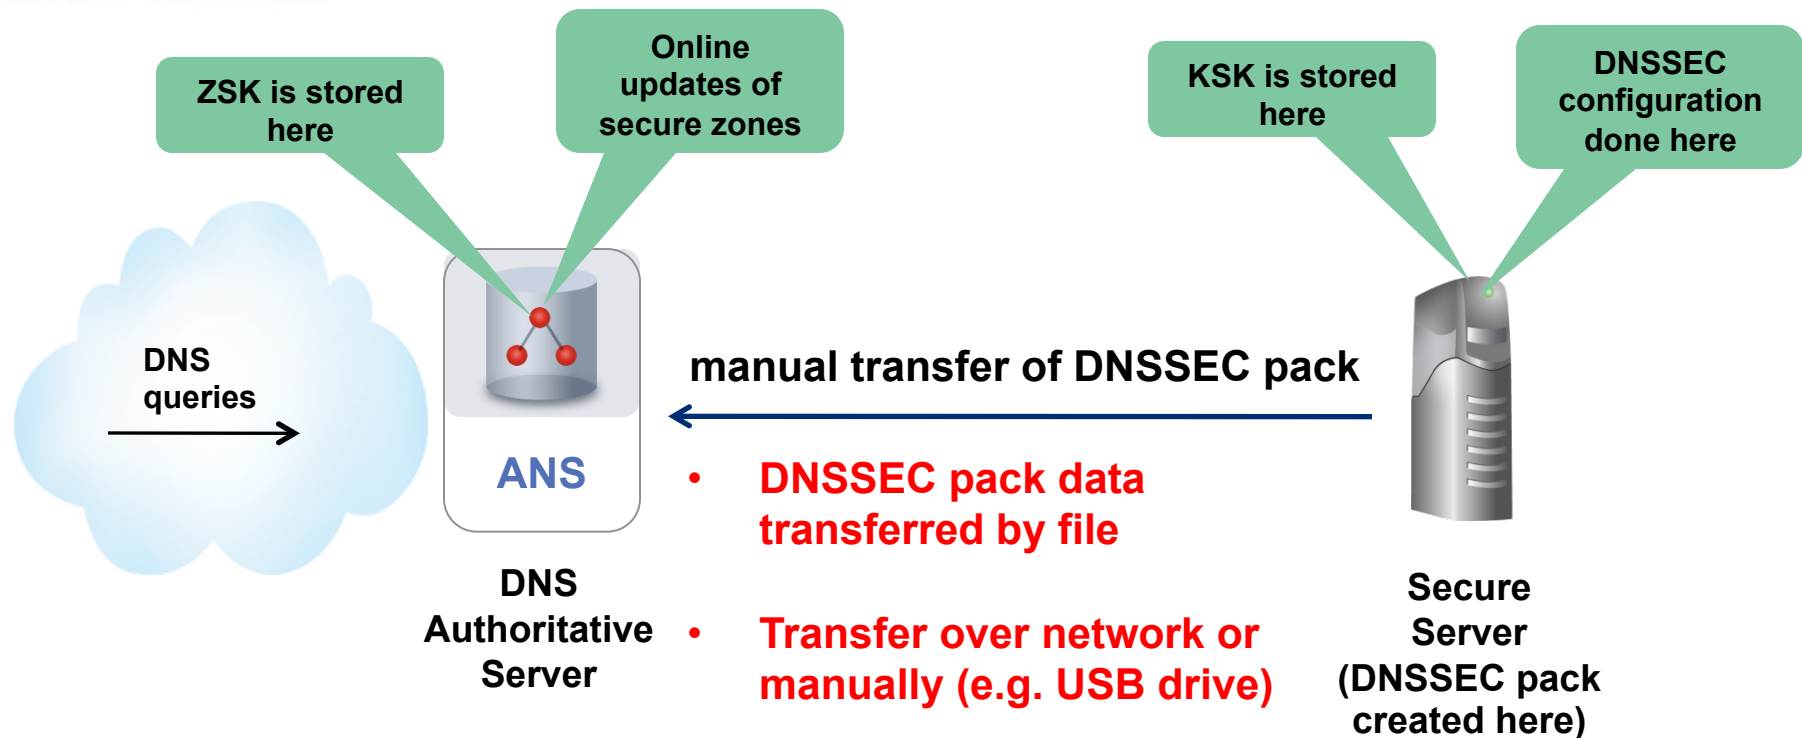 ZSK is stored
here
Online
updates of
secure zones
KSK is stored
here
DNSSEC
configuration
done here
DNS
queries
ANS
manual transfer of DNSSEC pack
• DNSSEC pack data
transferred by file
• Transfer over network or
manually (e.g. USB drive)
DNS
Authoritative
Server
Secure
Server
(DNSSEC pack
created here)